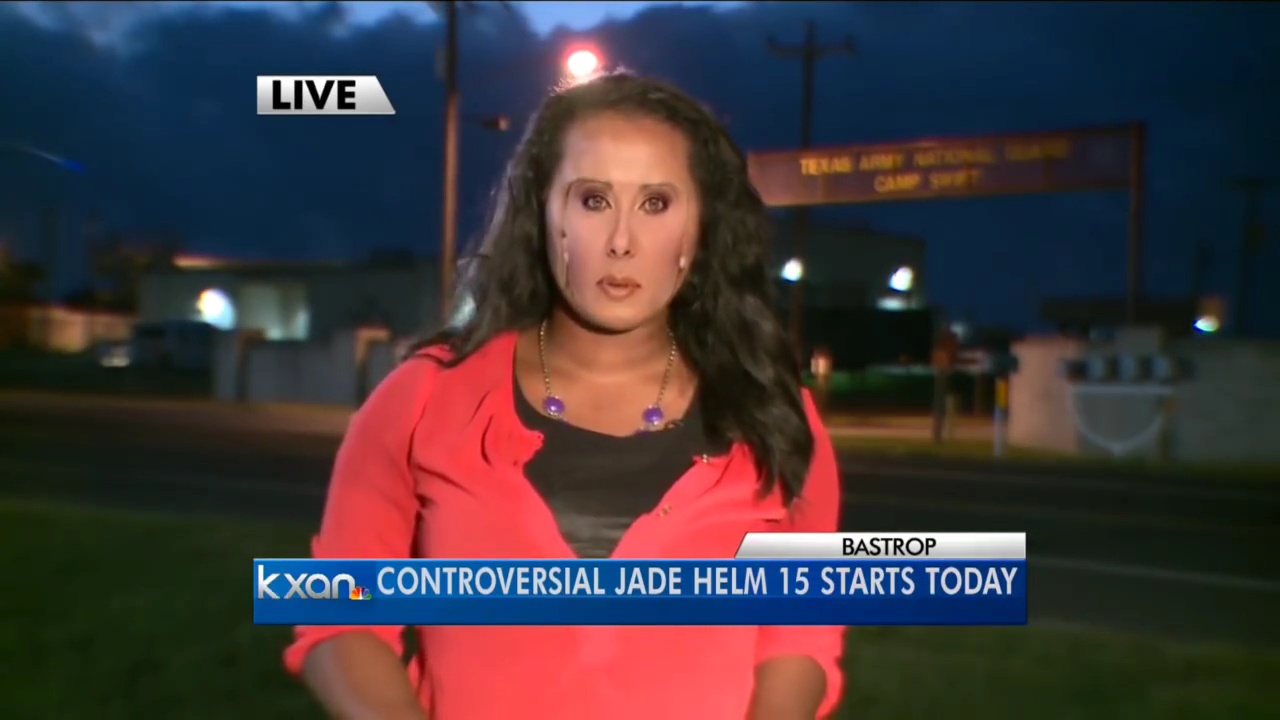 LIVE
TEXAS ARMY NATIONAL GUARD
CAMP SWIFT
BASTROP
kxan CONTROVERSIAL JADE HELM 15 STARTS TODAY